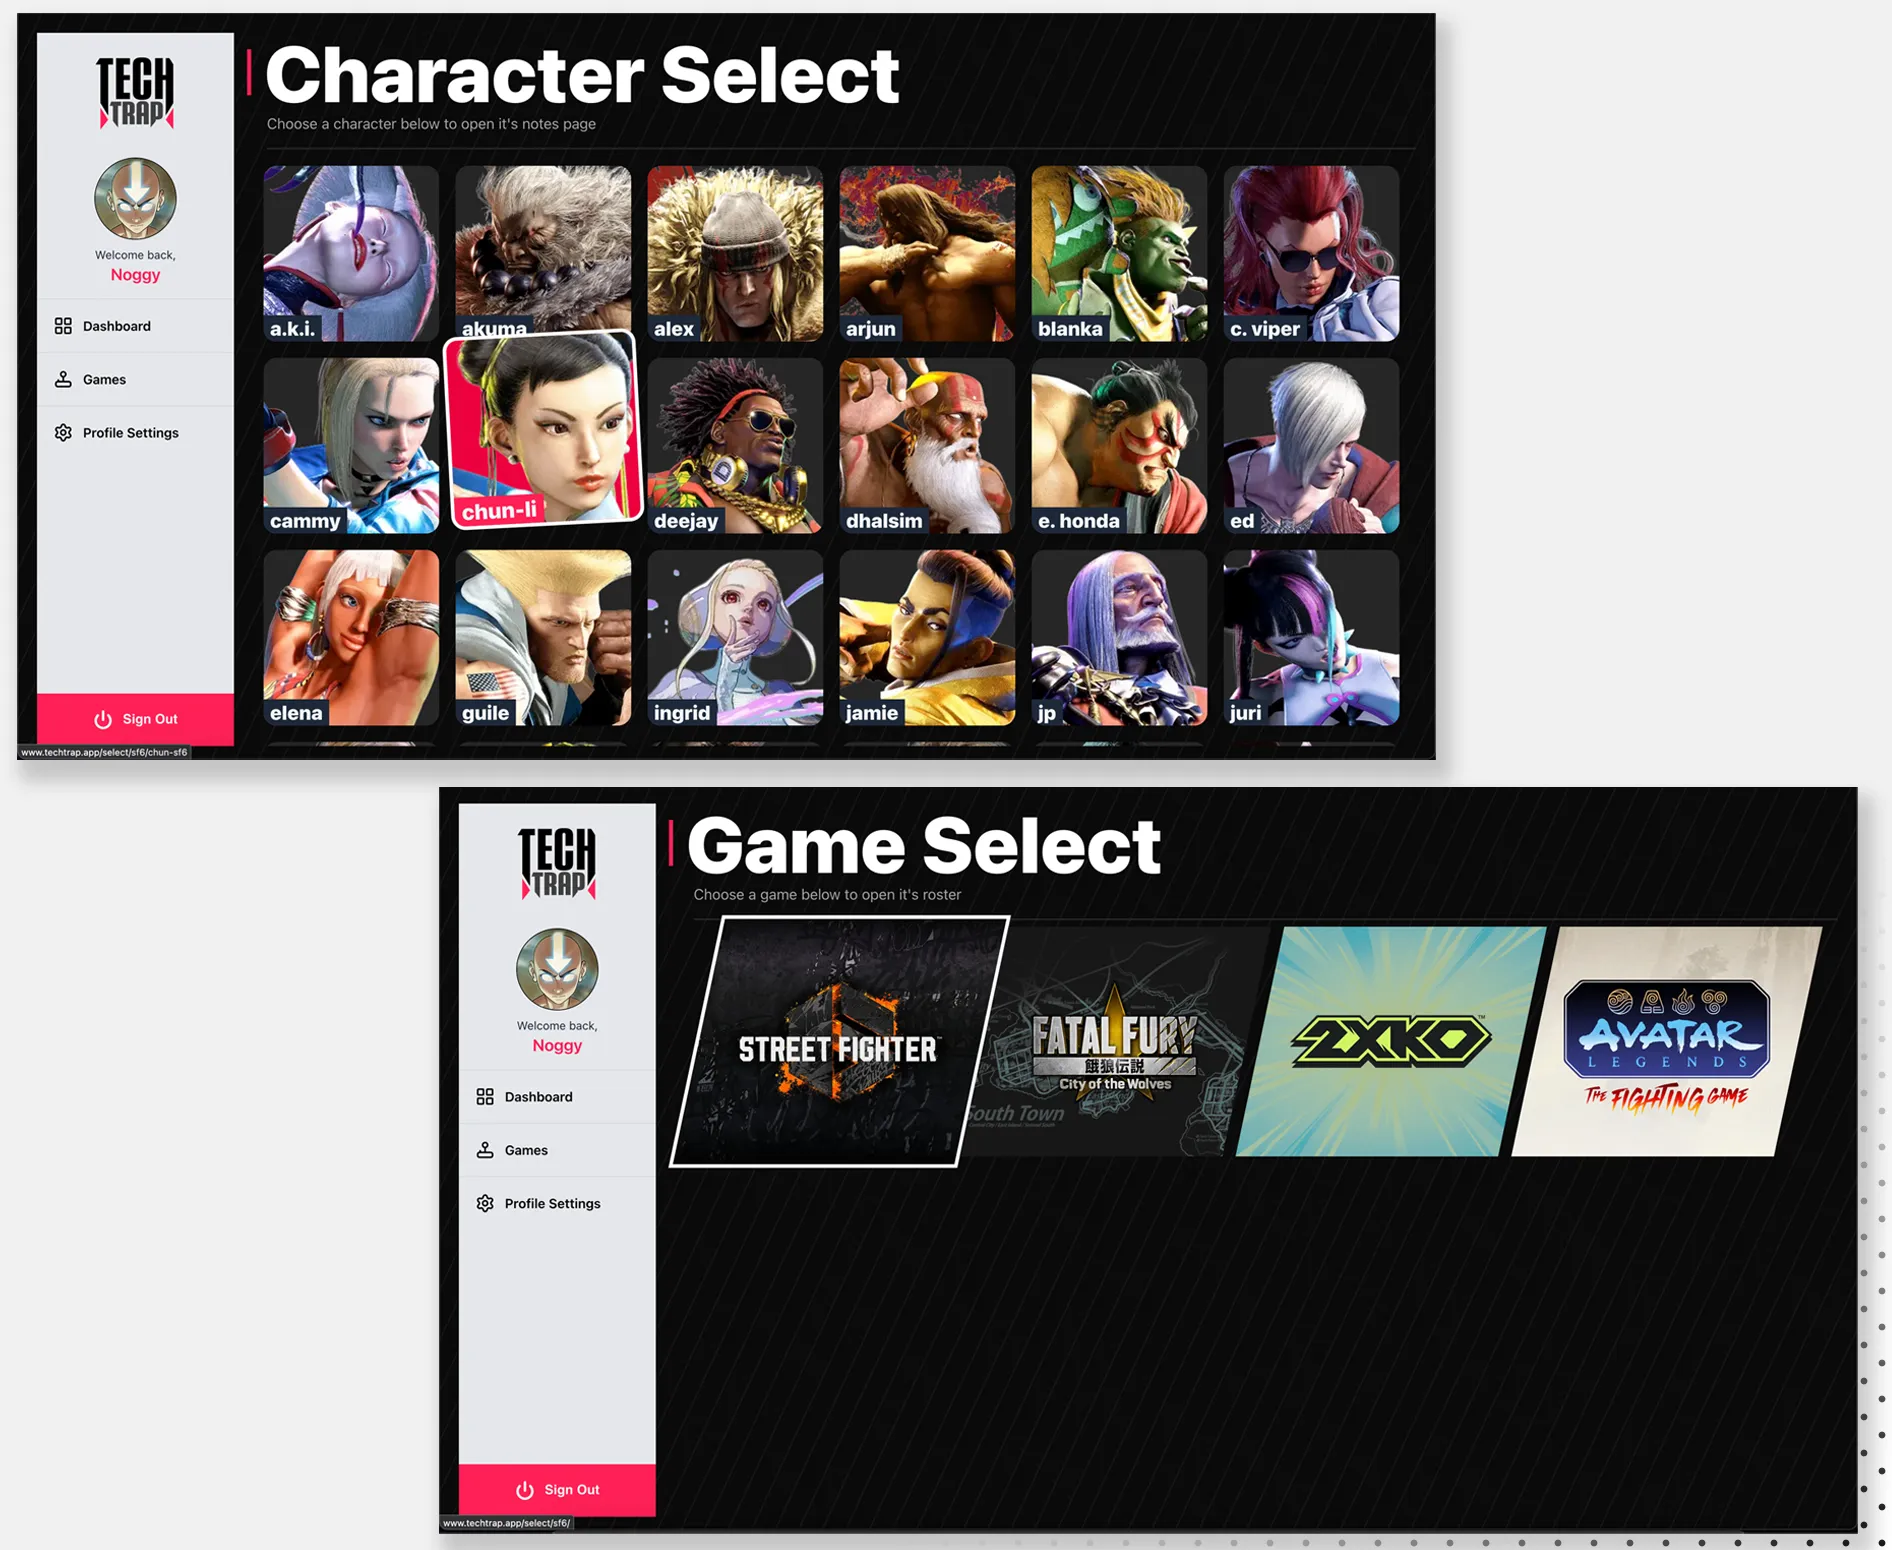 TECH
TRAP
Welcome back,
Noggy
Dashboard
Games
Profile Settings
Sign Out
www.techtrap.app/select/sf6/chun-sf6
Character Select
Choose a character below to open it's notes page
a.k.i.
akuma
alex
arjun
blanka
c. viper
cammy
chun-li
deejay
dhalsim
e. honda
ed
elena
guile
ingrid
jamie
jp
juri
TECH
TRAP
Welcome back,
Noggy
Dashboard
Games
Profile Settings
Sign Out
www.techtrap.app/select/sf6/
Game Select
Choose a game below to open it's roster
STREET FIGHTER
FATAL FURY
餓狼伝説
City of the Wolves
South Town
2XKO™
AVATAR
LEGENDS
THE FIGHTING GAME